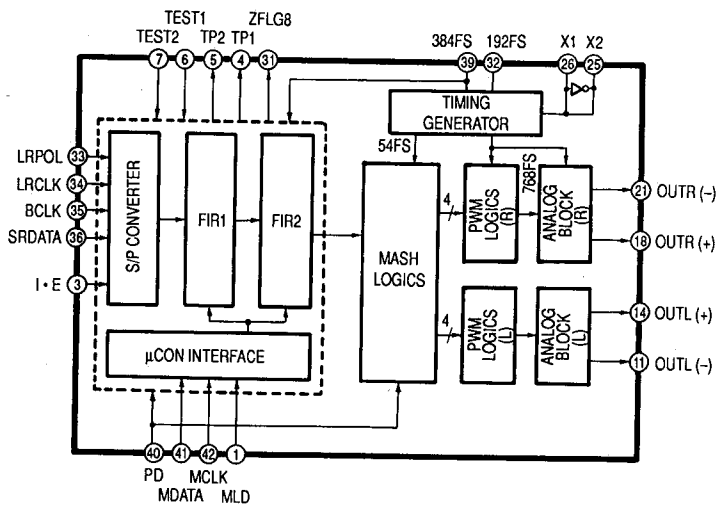 TEST1 ZFLG8
TEST2 TP2 TP1
7 6 5 4 31
384FS 192FS X1 X2
39 32 26 25
TIMING
GENERATOR
54FS
768FS
LRPOL 33
LRCLK 34
BCLK 35
SRDATA 36
I・E 3
S/P CONVERTER
FIR1
FIR2
μCON INTERFACE
MASH
LOGICS
4
PWM
LOGICS
(R)
ANALOG
BLOCK
(R)
21 OUTR (−)
18 OUTR (+)
4
PWM
LOGICS
(L)
ANALOG
BLOCK
(L)
14 OUTL (+)
11 OUTL (−)
40 41 42 1
PD MCLK
MDATA MLD